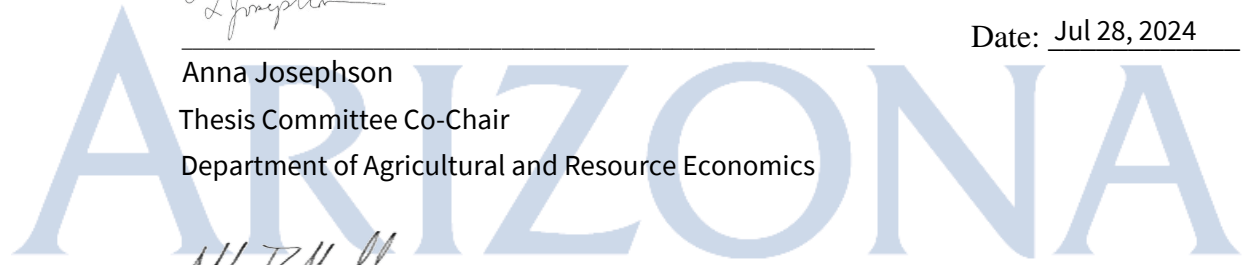 Date: Jul 28, 2024
Anna Josephson
Thesis Committee Co-Chair
Department of Agricultural and Resource Economics
ARIZONA